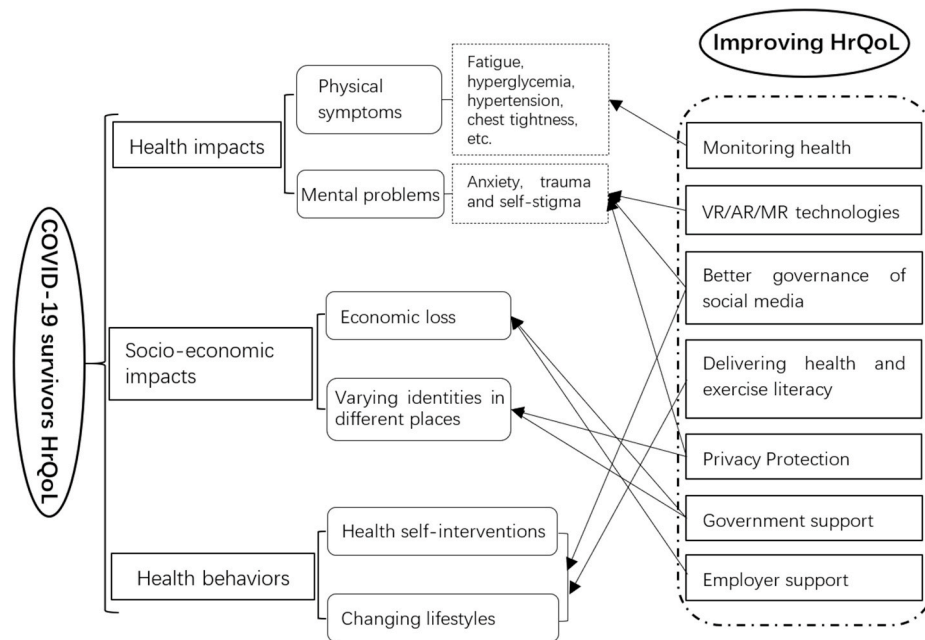 COVID-19 survivors HrQoL
Health impacts
Physical
symptoms
Fatigue,
hyperglycemia,
hypertension,
chest tightness,
etc.
Mental problems
Anxiety, trauma
and self-stigma
Socio-economic
impacts
Economic loss
Varying identities in
different places
Health behaviors
Health self-interventions
Changing lifestyles
Improving HrQoL
Monitoring health
VR/AR/MR technologies
Better governance of
social media
Delivering health and
exercise literacy
Privacy Protection
Government support
Employer support